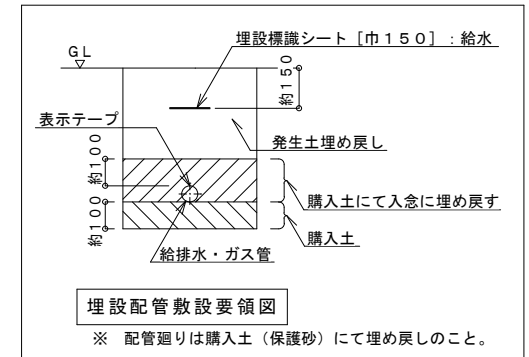 埋設標識シート［巾１５０］：給水
ＧＬ
約１５０
表示テープ
発生土埋め戻し
約１００
購入土にて入念に埋め戻す
約１００
購入土
給排水・ガス管
埋設配管敷設要領図
※　配管廻りは購入土（保護砂）にて埋め戻しのこと。